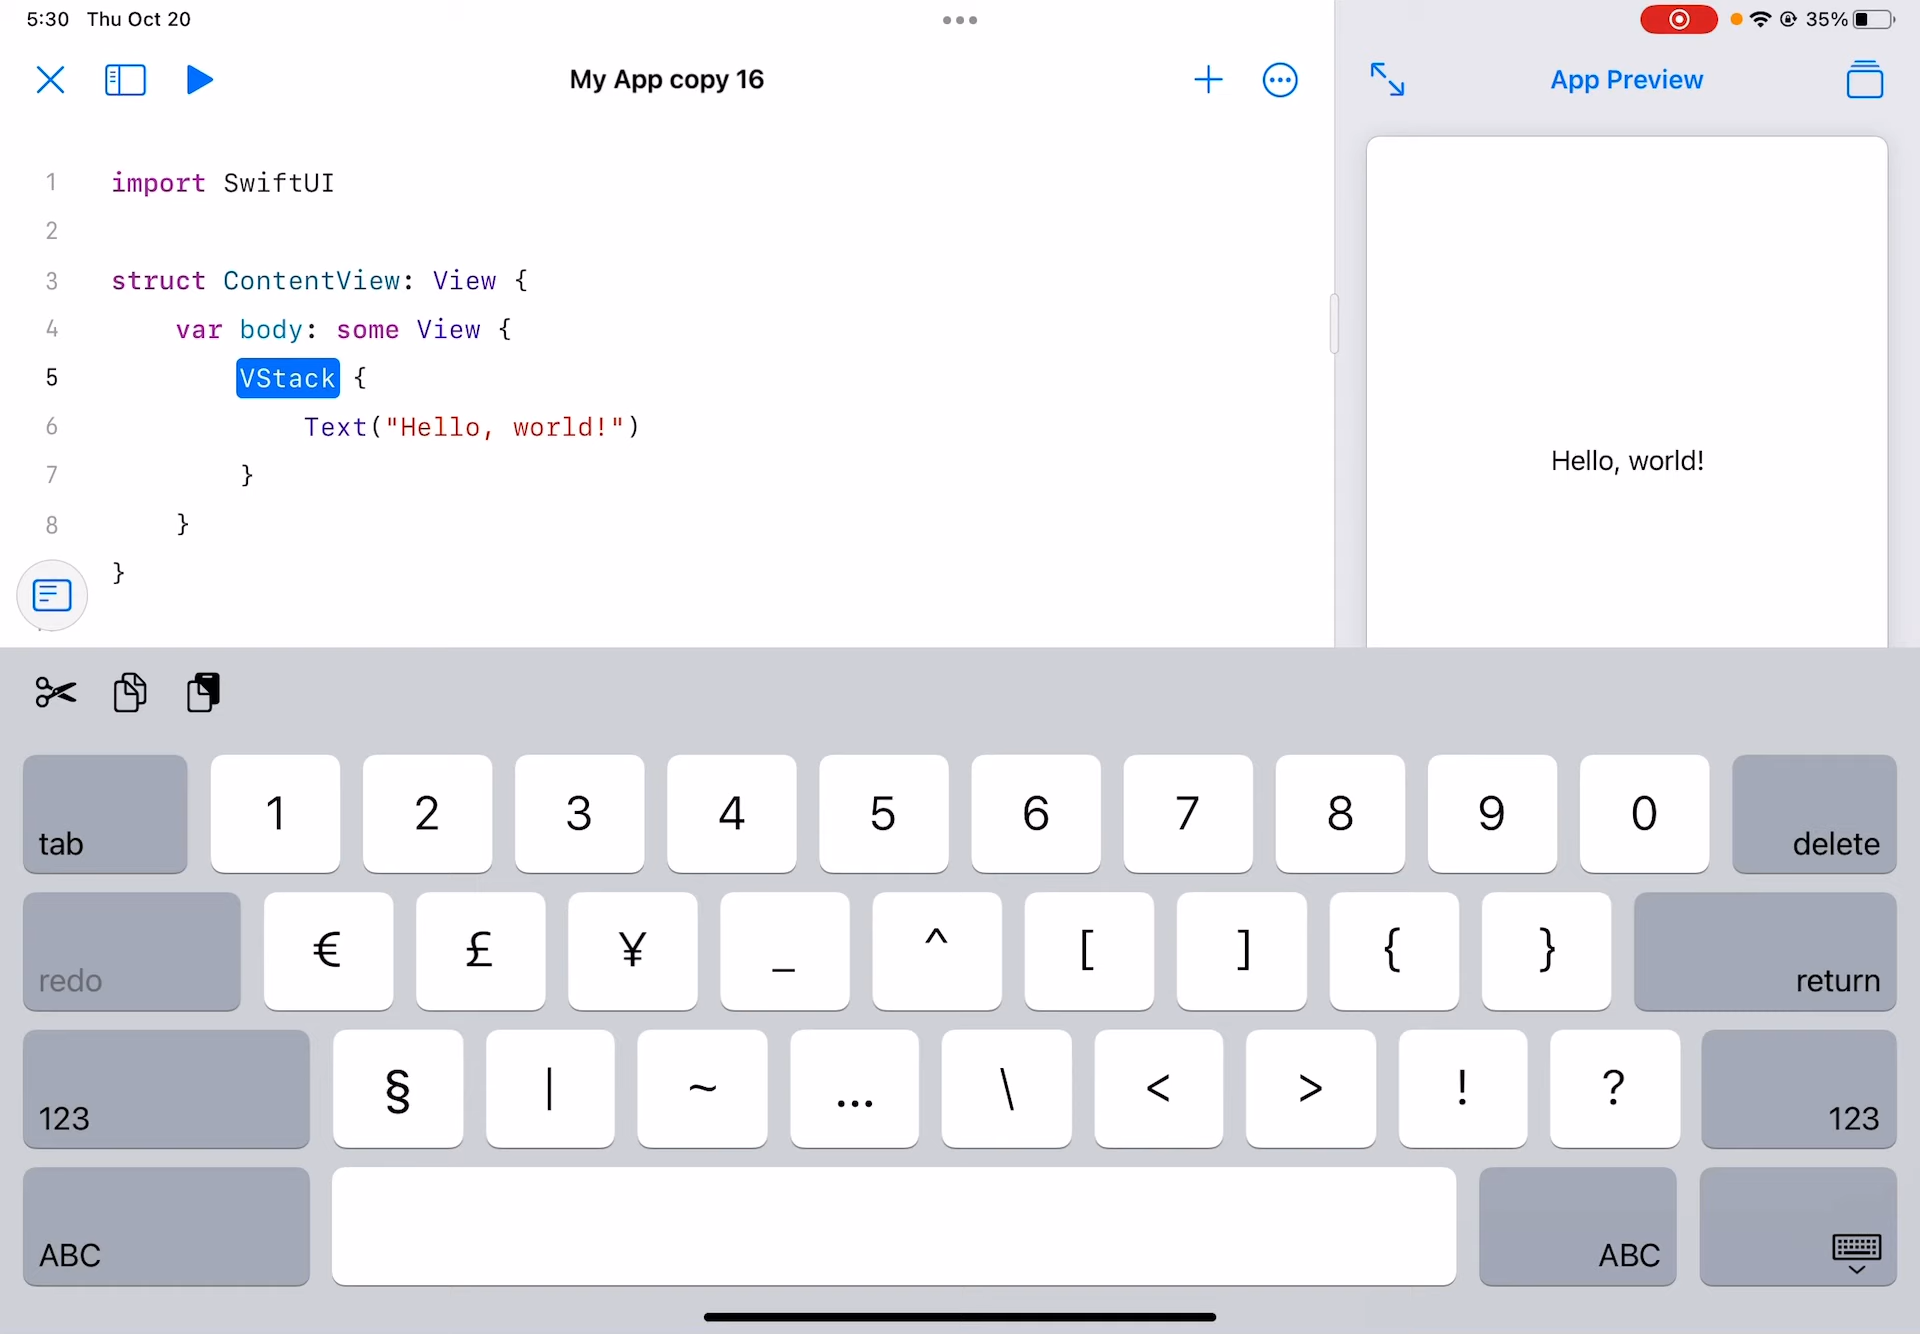 5:30 Thu Oct 20
35%
My App copy 16
App Preview
1 import SwiftUI
2
3 struct ContentView: View {
4 var body: some View {
5 VStack {
6 Text("Hello, world!")
7 }
8 }
}
Hello, world!
tab 1 2 3 4 5 6 7 8 9 0 delete
redo € £ ¥ _ ^ [ ] { } return
123 § | ~ … \ < > ! ? 123
ABC ABC